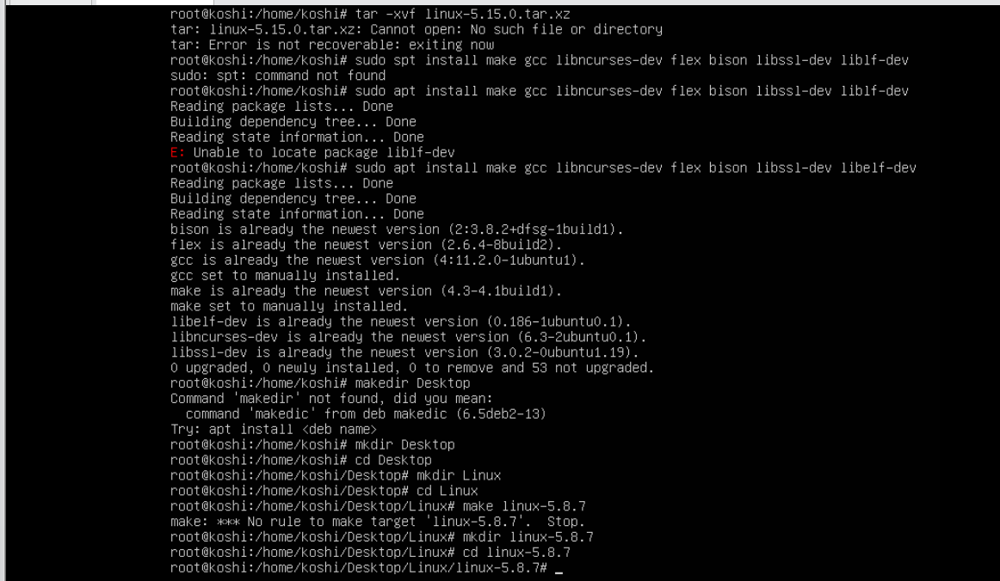 root@koshi:/home/koshi# tar -xvf linux-5.15.0.tar.xz
tar: linux-5.15.0.tar.xz: Cannot open: No such file or directory
tar: Error is not recoverable: exiting now
root@koshi:/home/koshi# sudo spt install make gcc libncurses-dev flex bison libssl-dev liblf-dev
sudo: spt: command not found
root@koshi:/home/koshi# sudo apt install make gcc libncurses-dev flex bison libssl-dev liblf-dev
Reading package lists... Done
Building dependency tree... Done
Reading state information... Done
E: Unable to locate package liblf-dev
root@koshi:/home/koshi# sudo apt install make gcc libncurses-dev flex bison libssl-dev libelf-dev
Reading package lists... Done
Building dependency tree... Done
Reading state information... Done
bison is already the newest version (2:3.8.2+dfsg-1build1).
flex is already the newest version (2.6.4-8build2).
gcc is already the newest version (4:11.2.0-1ubuntu1).
gcc set to manually installed.
make is already the newest version (4.3-4.1build1).
make set to manually installed.
libelf-dev is already the newest version (0.186-1ubuntu0.1).
libncurses-dev is already the newest version (6.3-2ubuntu0.1).
libssl-dev is already the newest version (3.0.2-0ubuntu1.19).
0 upgraded, 0 newly installed, 0 to remove and 53 not upgraded.
root@koshi:/home/koshi# makedir Desktop
Command 'makedir' not found, did you mean:
  command 'makedic' from deb makedic (6.5deb2-13)
Try: apt install <deb name>
root@koshi:/home/koshi# mkdir Desktop
root@koshi:/home/koshi# cd Desktop
root@koshi:/home/koshi/Desktop# mkdir Linux
root@koshi:/home/koshi/Desktop# cd Linux
root@koshi:/home/koshi/Desktop/Linux# make linux-5.8.7
make: *** No rule to make target 'linux-5.8.7'.  Stop.
root@koshi:/home/koshi/Desktop/Linux# mkdir linux-5.8.7
root@koshi:/home/koshi/Desktop/Linux# cd linux-5.8.7
root@koshi:/home/koshi/Desktop/Linux/linux-5.8.7# _